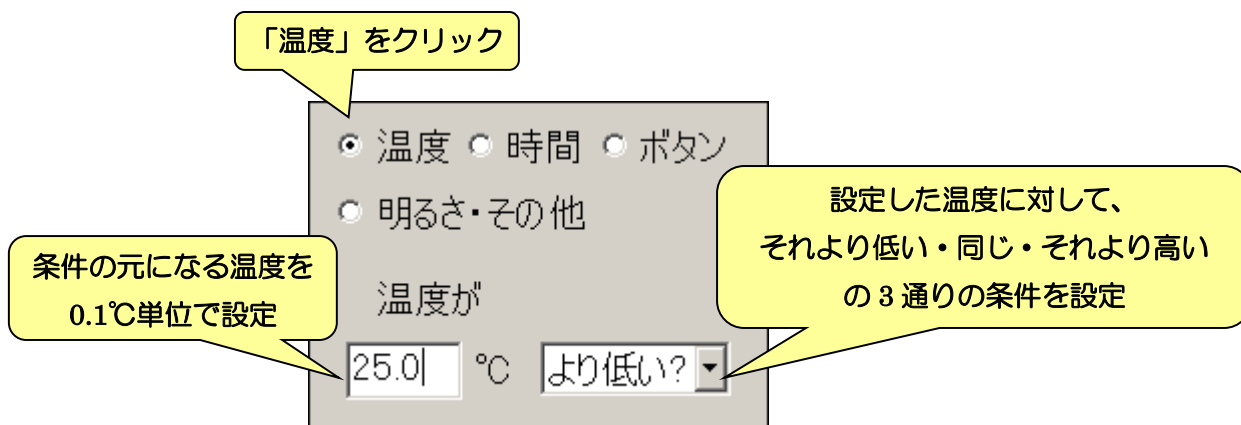 「温度」をクリック
温度 時間 ボタン
明るさ・その他
設定した温度に対して、
それより低い・同じ・それより高い
の3通りの条件を設定
条件の元になる温度を
0.1℃単位で設定
温度が
25.0 ℃ より低い?